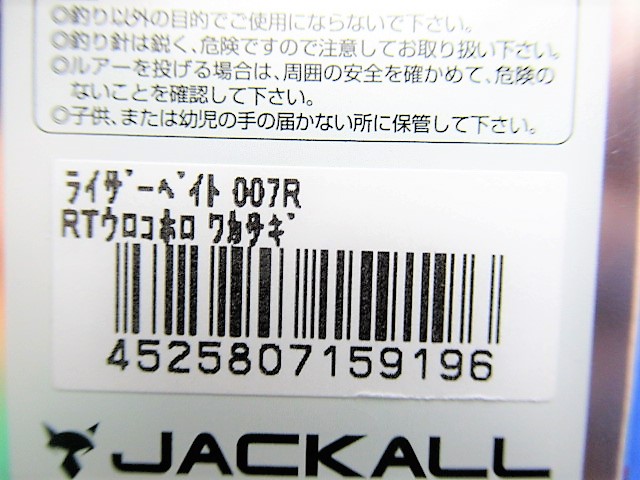 ◎釣り以外の目的でご使用にならないで下さい。
◎釣り針は鋭く、危険ですので注意してお取り扱い下さい。
◎ルアーを投げる場合は、周囲の安全を確かめて、危険の
ないことを確認して下さい。
◎子供、または幼児の手の届かない所に保管して下さい。
ﾗｲｻﾞｰﾍﾞｲﾄ 007R
RTｳﾛｺﾎﾛ ﾜｶｻｷﾞ
4525807159196
JACKALL